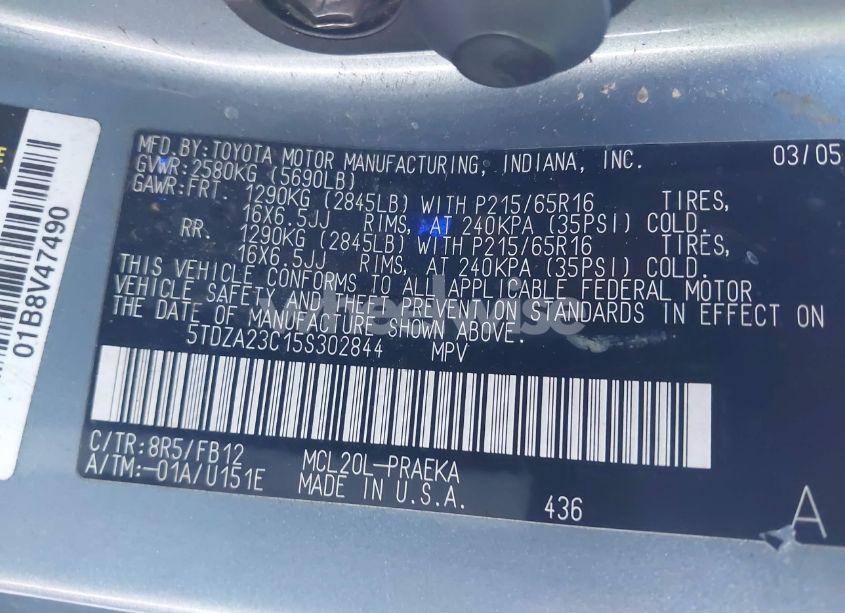 MFD.BY:TOYOTA MOTOR MANUFACTURING, INDIANA, INC. 03/05
GVWR:2580KG (5690LB)
GAWR:FRT. 1290KG (2845LB) WITH P215/65R16 TIRES,
16X6.5JJ RIMS, AT 240KPA (35PSI) COLD.
RR. 1290KG (2845LB) WITH P215/65R16 TIRES,
16X6.5JJ RIMS, AT 240KPA (35PSI) COLD.
THIS VEHICLE CONFORMS TO ALL APPLICABLE FEDERAL MOTOR
VEHICLE SAFETY AND THEFT PREVENTION STANDARDS IN EFFECT ON
THE DATE OF MANUFACTURE SHOWN ABOVE.
5TDZA23C15S302844 MPV
C/TR:8R5/FB12 MCL20L-PRAEKA
A/TM:-01A/U151E MADE IN U.S.A.
436 A
01B8V47490
wheelwise